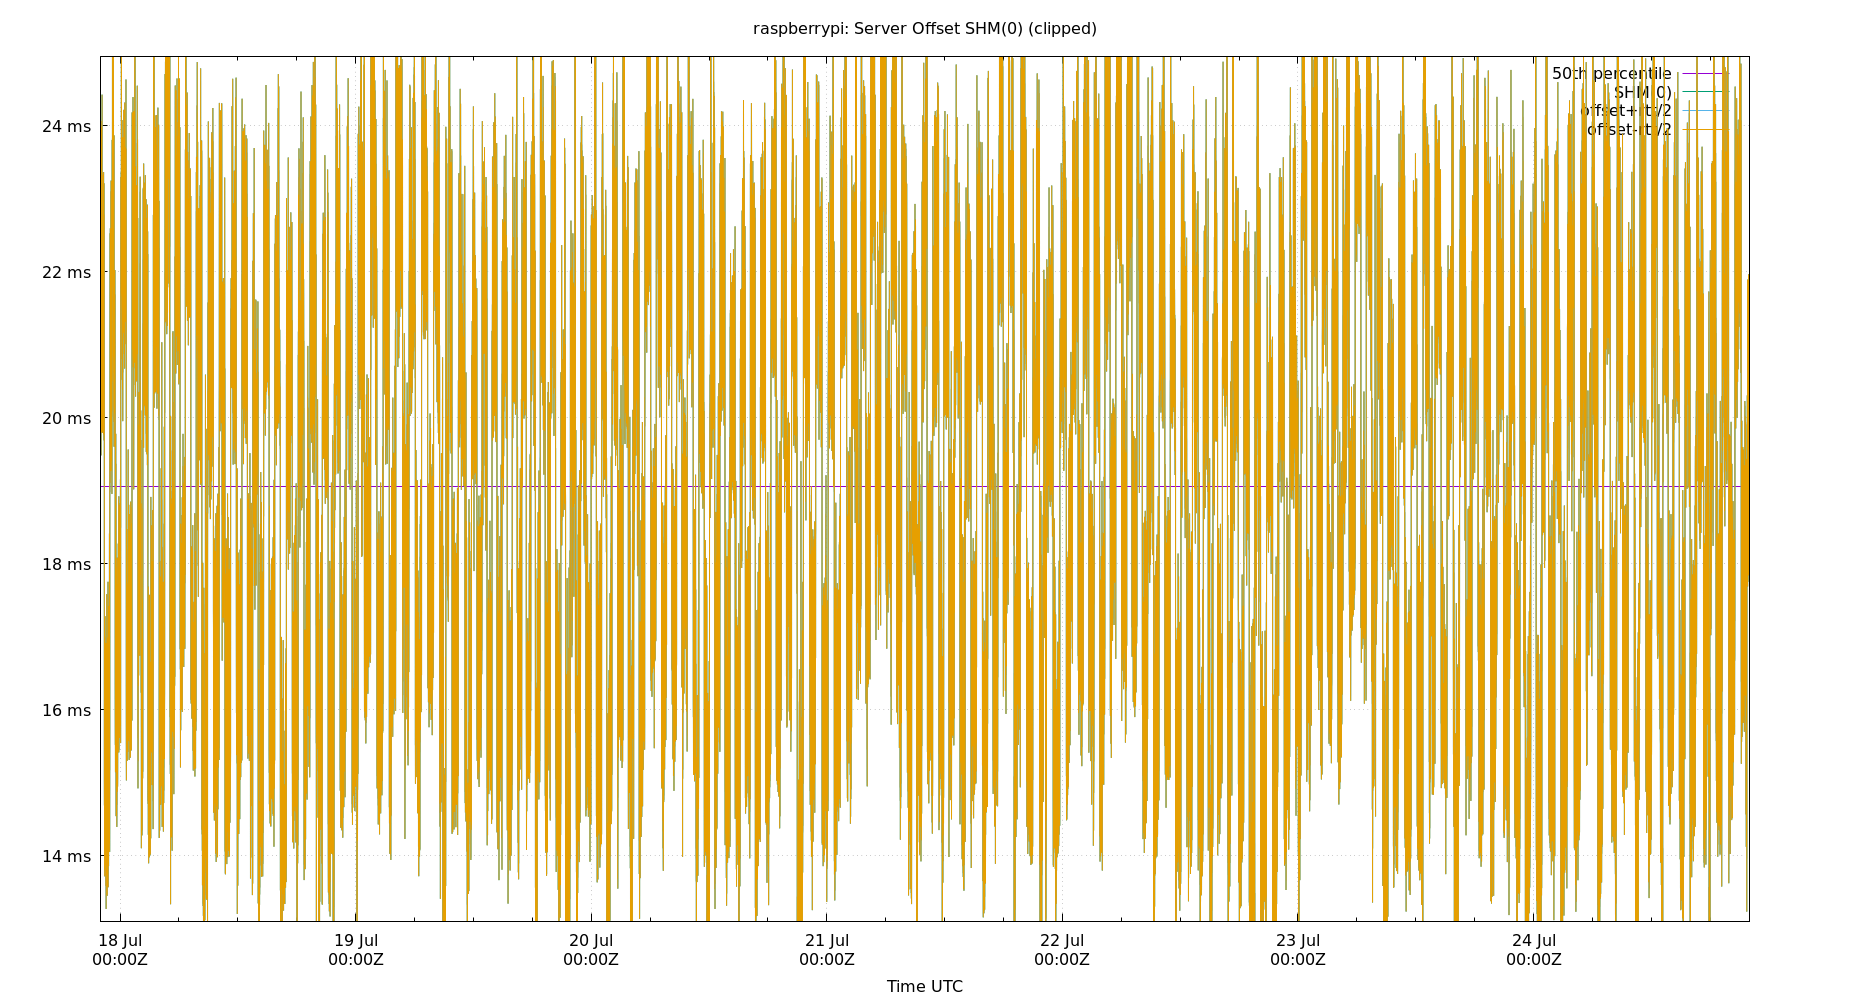 raspberrypi: Server Offset SHM(0) (clipped)
50th percentile
SHM(0)
offset+rtt/2
offset-rtt/2
24 ms
22 ms
20 ms
18 ms
16 ms
14 ms
18 Jul 19 Jul 20 Jul 21 Jul 22 Jul 23 Jul 24 Jul
00:00Z 00:00Z 00:00Z 00:00Z 00:00Z 00:00Z 00:00Z
Time UTC